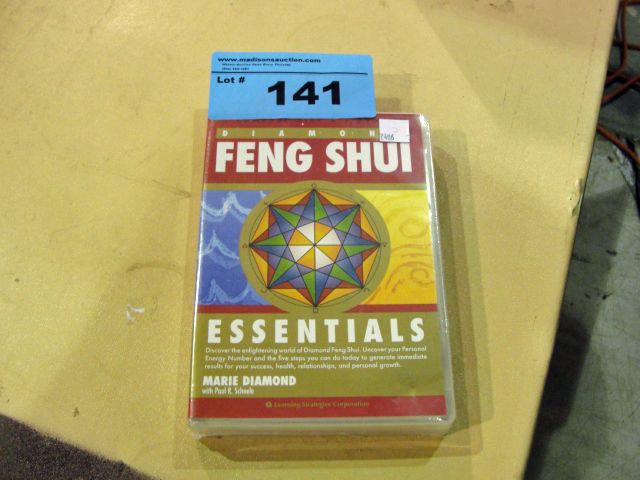 www.madisonsauction.com
Lot #
141
DIAMON
FENG SHUI
ESSENTIALS
Discover the enlightening world of Diamond Feng Shui. Uncover your Personal
Energy Number and the five steps you can do today to generate immediate
results for your success, health, relationships, and personal growth.
MARIE DIAMOND
with Paul R. Scheele
Learning Strategies Corporation